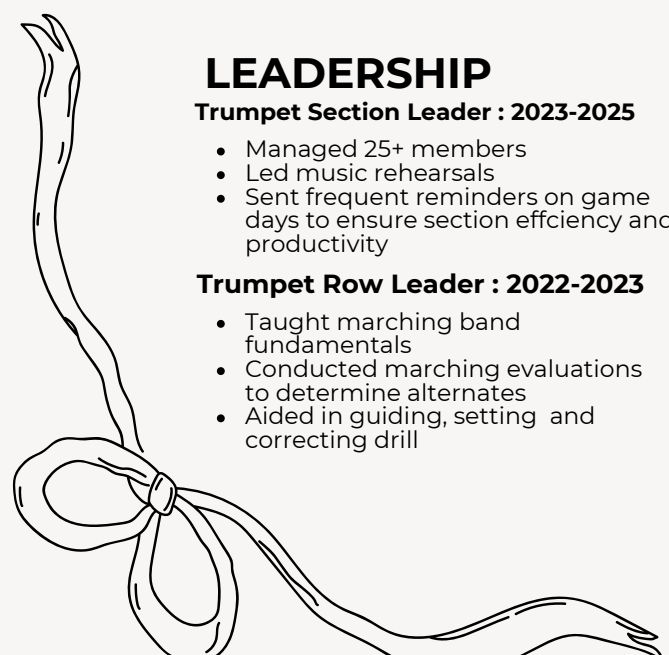 LEADERSHIP
Trumpet Section Leader : 2023-2025
• Managed 25+ members
• Led music rehearsals
• Sent frequent reminders on game
days to ensure section effciency and
productivity
Trumpet Row Leader : 2022-2023
• Taught marching band
fundamentals
• Conducted marching evaluations
to determine alternates
• Aided in guiding, setting  and
correcting drill